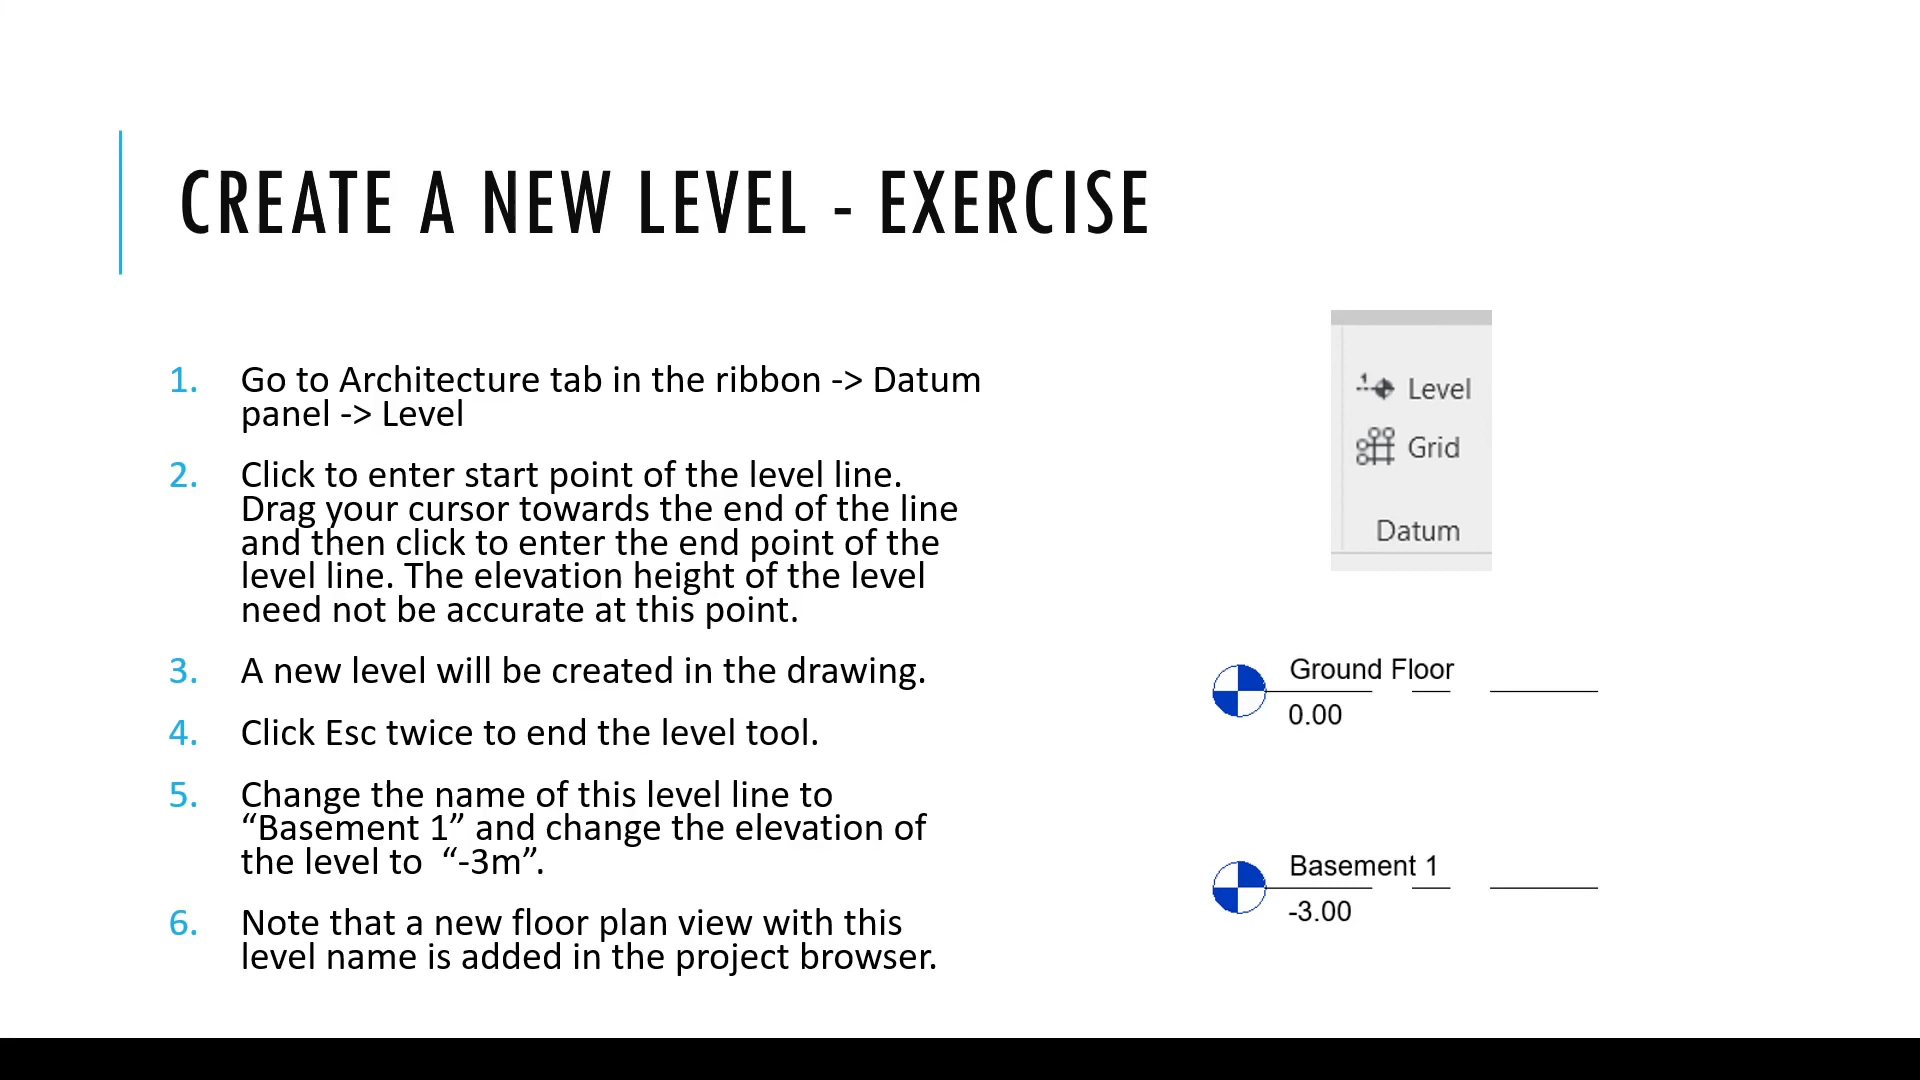 CREATE A NEW LEVEL - EXERCISE
1. Go to Architecture tab in the ribbon -> Datum
panel -> Level
2. Click to enter start point of the level line.
Drag your cursor towards the end of the line
and then click to enter the end point of the
level line. The elevation height of the level
need not be accurate at this point.
3. A new level will be created in the drawing.
4. Click Esc twice to end the level tool.
5. Change the name of this level line to
“Basement 1” and change the elevation of
the level to “-3m”.
6. Note that a new floor plan view with this
level name is added in the project browser.
1 Level
Grid
Datum
Ground Floor
0.00
Basement 1
-3.00